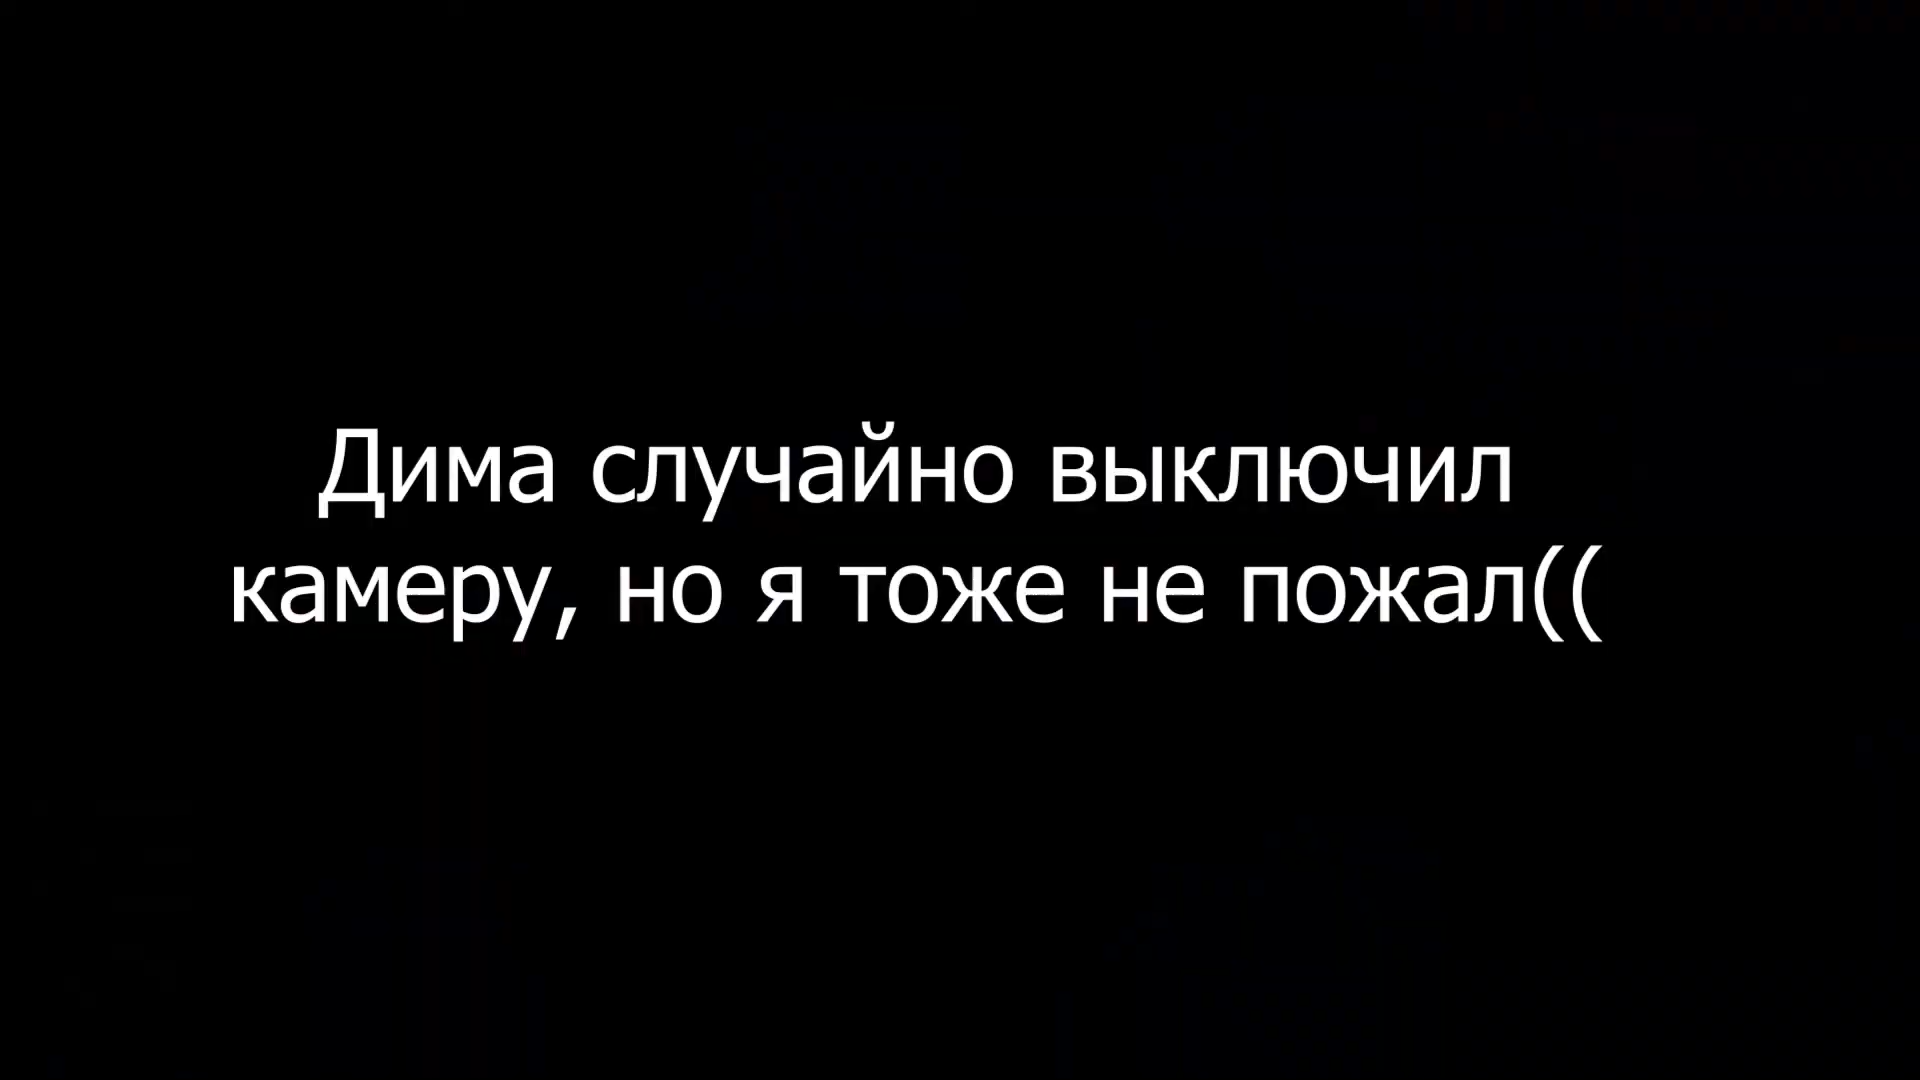 Дима случайно выключил
камеру, но я тоже не пожал((